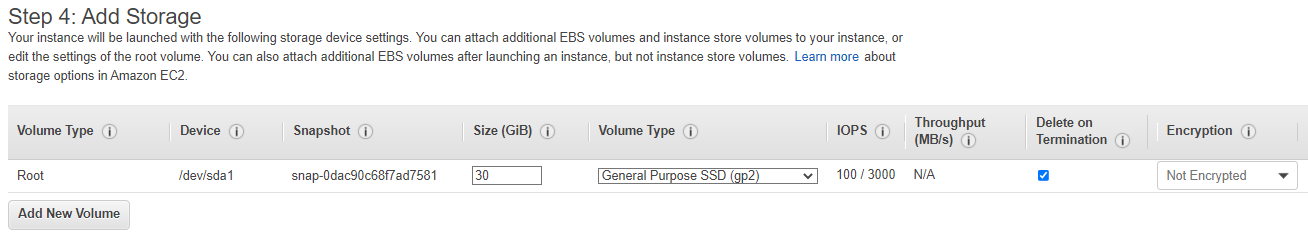 Step 4: Add Storage
Your instance will be launched with the following storage device settings. You can attach additional EBS volumes and instance store volumes to your instance, or
edit the settings of the root volume. You can also attach additional EBS volumes after launching an instance, but not instance store volumes. Learn more about
storage options in Amazon EC2.
Volume Type Device Snapshot Size (GiB) Volume Type IOPS Throughput (MB/s) Delete on Termination Encryption
Root /dev/sda1 snap-0dac90c68f7ad7581 30 General Purpose SSD (gp2) 100 / 3000 N/A Not Encrypted
Add New Volume